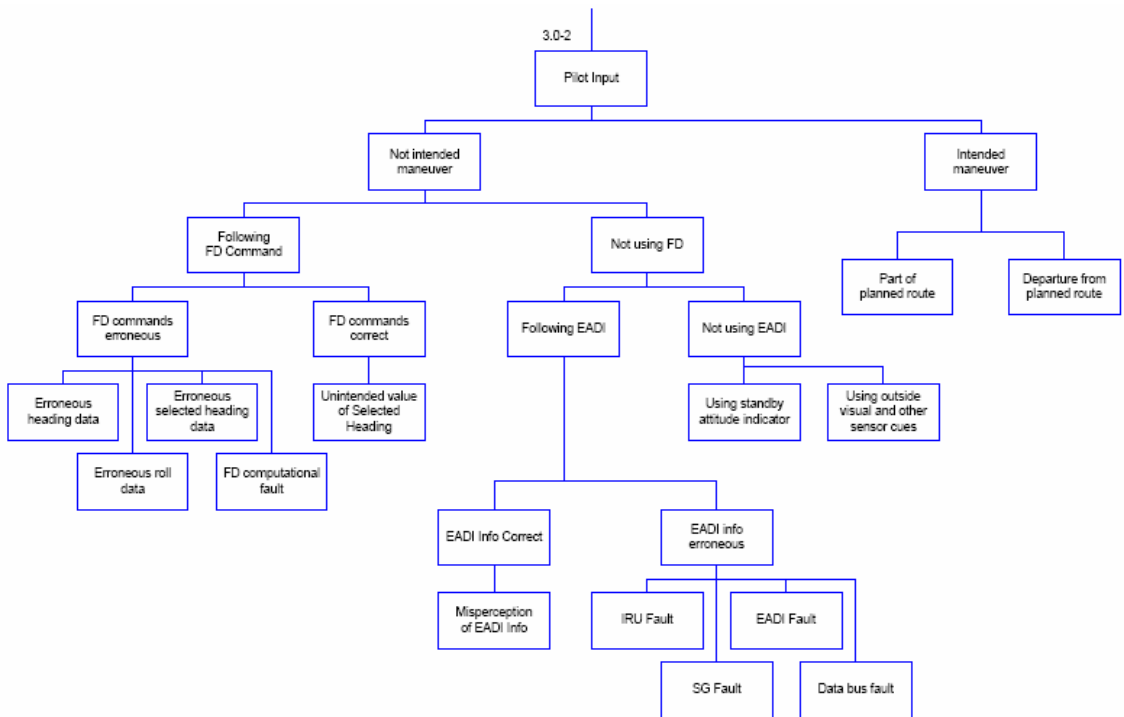 3.0-2
Pilot Input
Not intended
maneuver
Intended
maneuver
Following
FD Command
Not using FD
Part of
planned route
Departure from
planned route
FD commands
erroneous
FD commands
correct
Following EADI
Not using EADI
Erroneous
heading data
Erroneous
selected heading
data
Unintended value
of Selected
Heading
Using standby
attitude indicator
Using outside
visual and other
sensor cues
Erroneous roll
data
FD computational
fault
EADI Info Correct
EADI info
erroneous
Misperception
of EADI Info
IRU Fault
EADI Fault
SG Fault
Data bus fault